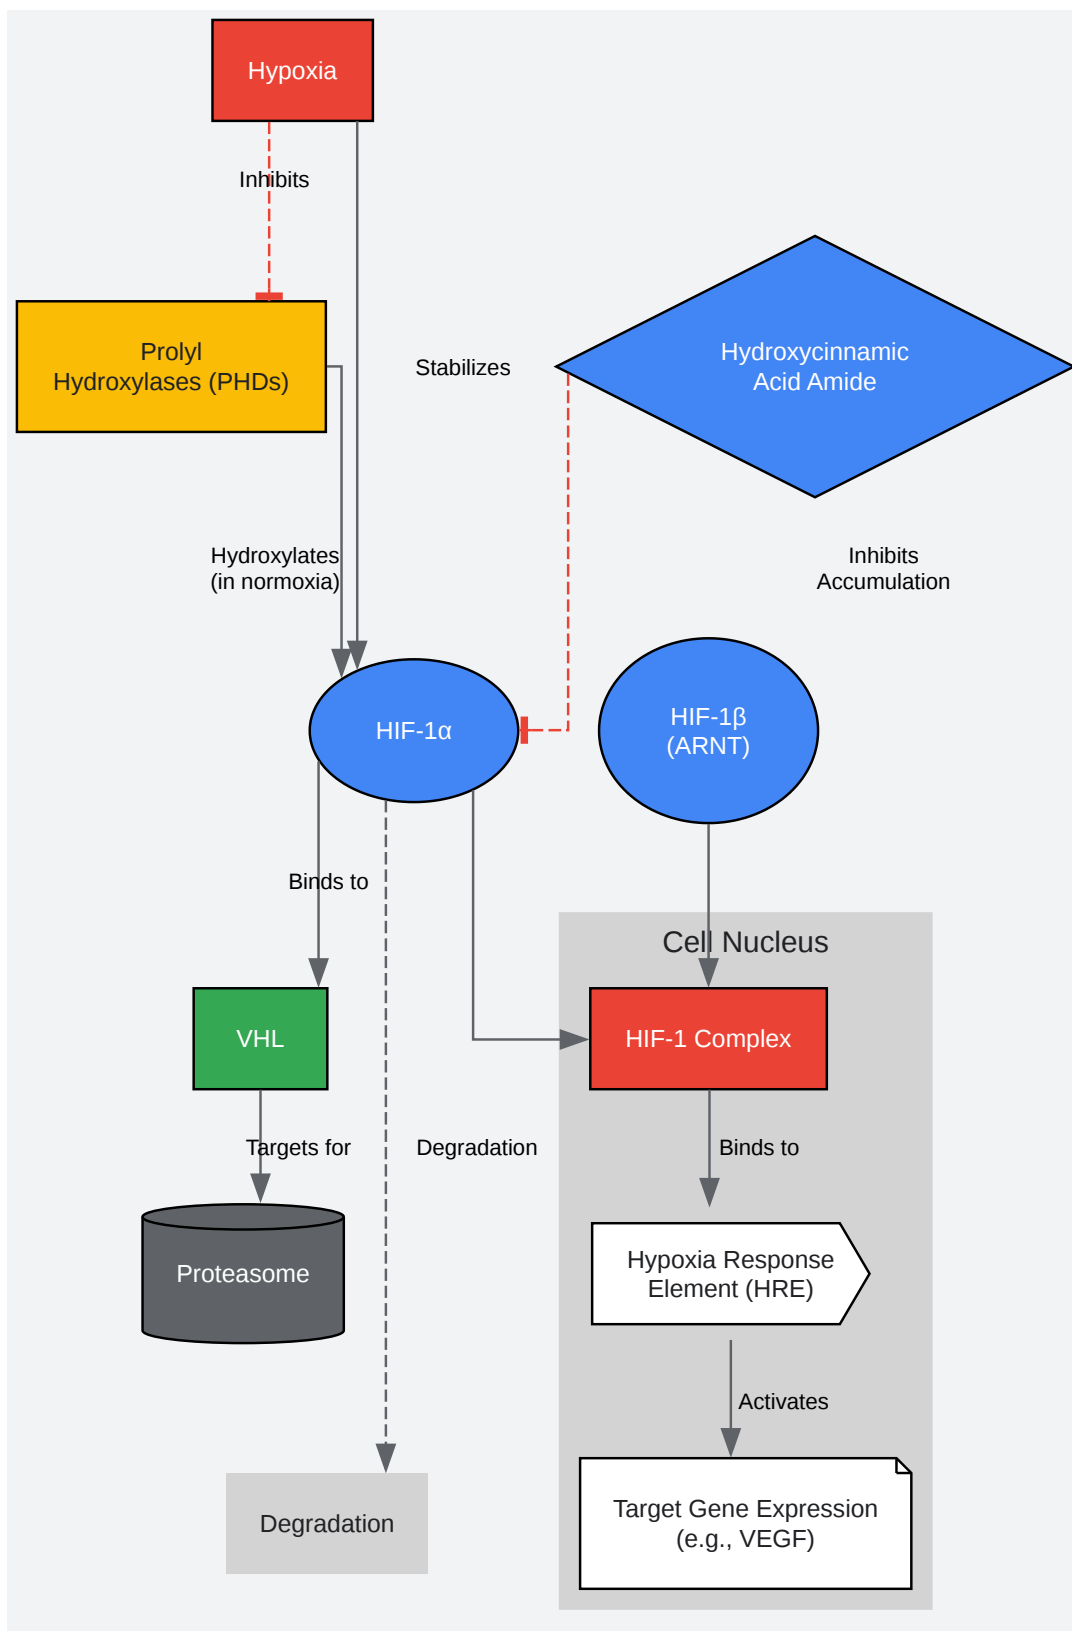 Hypoxia
Inhibits
Prolyl
Hydroxylases (PHDs)
Stabilizes
Hydroxycinnamic
Acid Amide
Hydroxylates
(in normoxia)
Inhibits
Accumulation
HIF-1α
HIF-1β
(ARNT)
Binds to
Cell Nucleus
VHL
HIF-1 Complex
Targets for
Degradation
Binds to
Proteasome
Hypoxia Response
Element (HRE)
Activates
Degradation
Target Gene Expression
(e.g., VEGF)